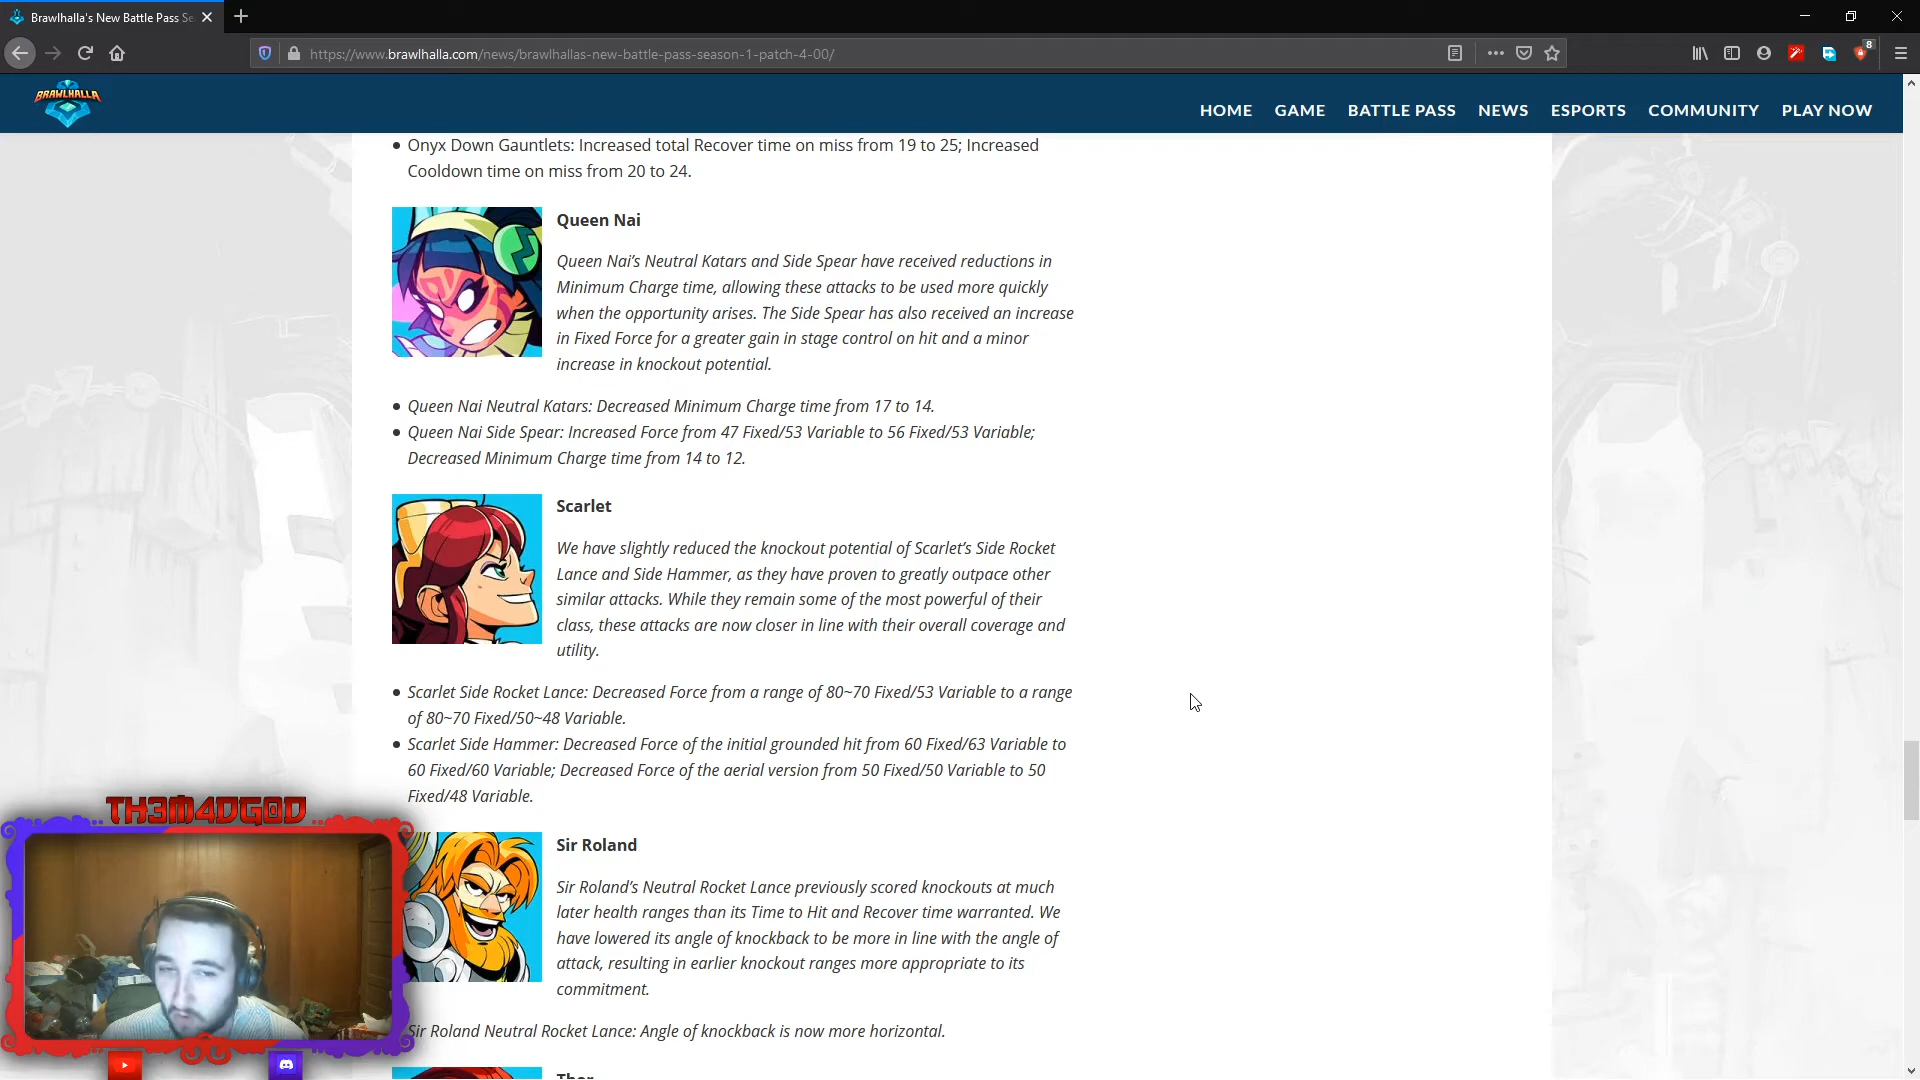 Brawlhalla's New Battle Pass Se
https://www.brawlhalla.com/news/brawlhallas-new-battle-pass-season-1-patch-4-00/
8
BRAWLHALLA
HOME GAME BATTLE PASS NEWS ESPORTS COMMUNITY PLAY NOW
Onyx Down Gauntlets: Increased total Recover time on miss from 19 to 25; Increased
Cooldown time on miss from 20 to 24.
Queen Nai
Queen Nai’s Neutral Katars and Side Spear have received reductions in
Minimum Charge time, allowing these attacks to be used more quickly
when the opportunity arises. The Side Spear has also received an increase
in Fixed Force for a greater gain in stage control on hit and a minor
increase in knockout potential.
Queen Nai Neutral Katars: Decreased Minimum Charge time from 17 to 14.
Queen Nai Side Spear: Increased Force from 47 Fixed/53 Variable to 56 Fixed/53 Variable;
Decreased Minimum Charge time from 14 to 12.
Scarlet
We have slightly reduced the knockout potential of Scarlet’s Side Rocket
Lance and Side Hammer, as they have proven to greatly outpace other
similar attacks. While they remain some of the most powerful of their
class, these attacks are now closer in line with their overall coverage and
utility.
Scarlet Side Rocket Lance: Decreased Force from a range of 80~70 Fixed/53 Variable to a range
of 80~70 Fixed/50~48 Variable.
Scarlet Side Hammer: Decreased Force of the initial grounded hit from 60 Fixed/63 Variable to
60 Fixed/60 Variable; Decreased Force of the aerial version from 50 Fixed/50 Variable to 50
Fixed/48 Variable.
TH3M4DG0D
Sir Roland
Sir Roland’s Neutral Rocket Lance previously scored knockouts at much
later health ranges than its Time to Hit and Recover time warranted. We
have lowered its angle of knockback to be more in line with the angle of
attack, resulting in earlier knockout ranges more appropriate to its
commitment.
Sir Roland Neutral Rocket Lance: Angle of knockback is now more horizontal.
Thor